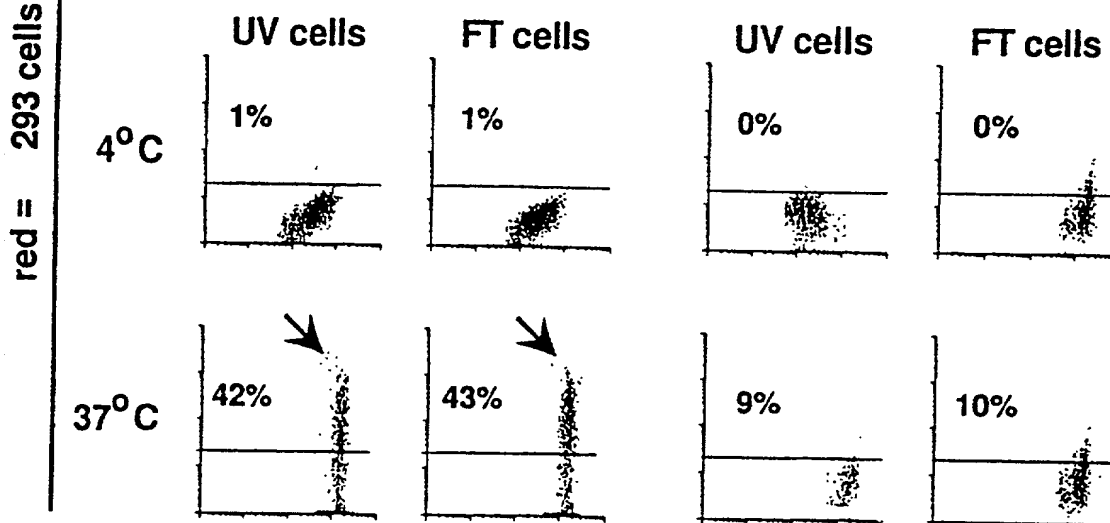 red = 293 cells
UV cells FT cells UV cells FT cells
4°C 1% 1% 0% 0%
37°C 42% 43% 9% 10%